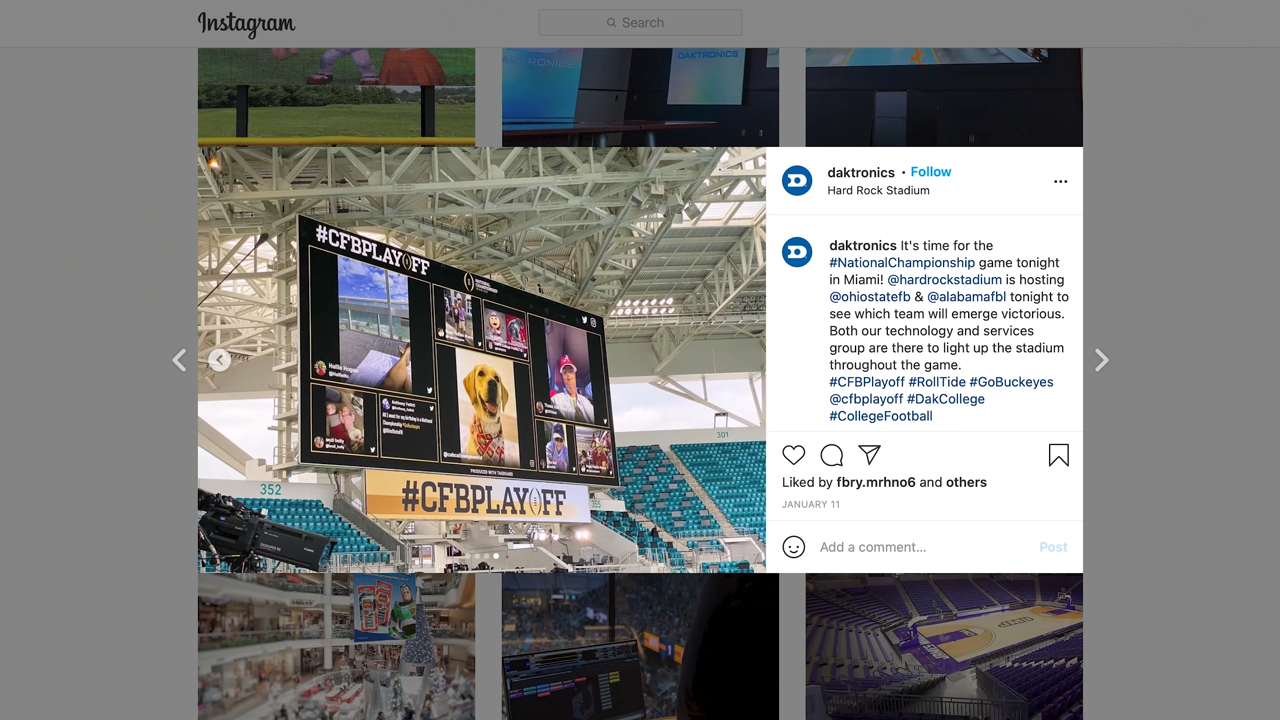 Instagram
Search
DAKTRONICS
#CFBPLAYOFF
#CFBPLAYOFF
352
301
355
daktronics • Follow
Hard Rock Stadium
daktronics It's time for the
#NationalChampionship game tonight
in Miami! @hardrockstadium is hosting
@ohiostatefb & @alabamafbl tonight to
see which team will emerge victorious.
Both our technology and services
group are there to light up the stadium
throughout the game.
#CFBPlayoff #RollTide #GoBuckeyes
@cfbplayoff #DakCollege
#CollegeFootball
Liked by fbry.mrhno6 and others
JANUARY 11
Add a comment...
Post